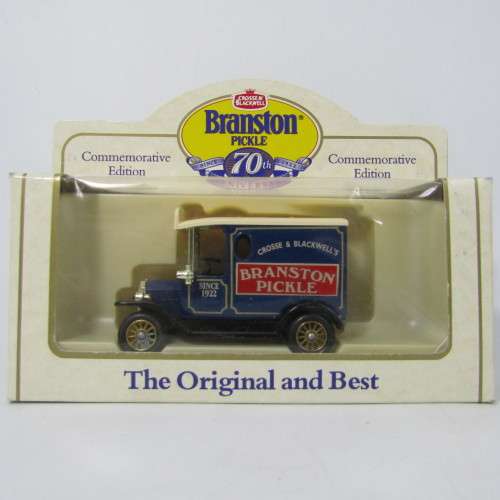 CROSSE & BLACKWELL
Branston®
PICKLE
70th
Commemorative
Edition
Commemorative
Edition
CROSSE & BLACKWELL'S
BRANSTON
PICKLE
SINCE
1922
The Original and Best